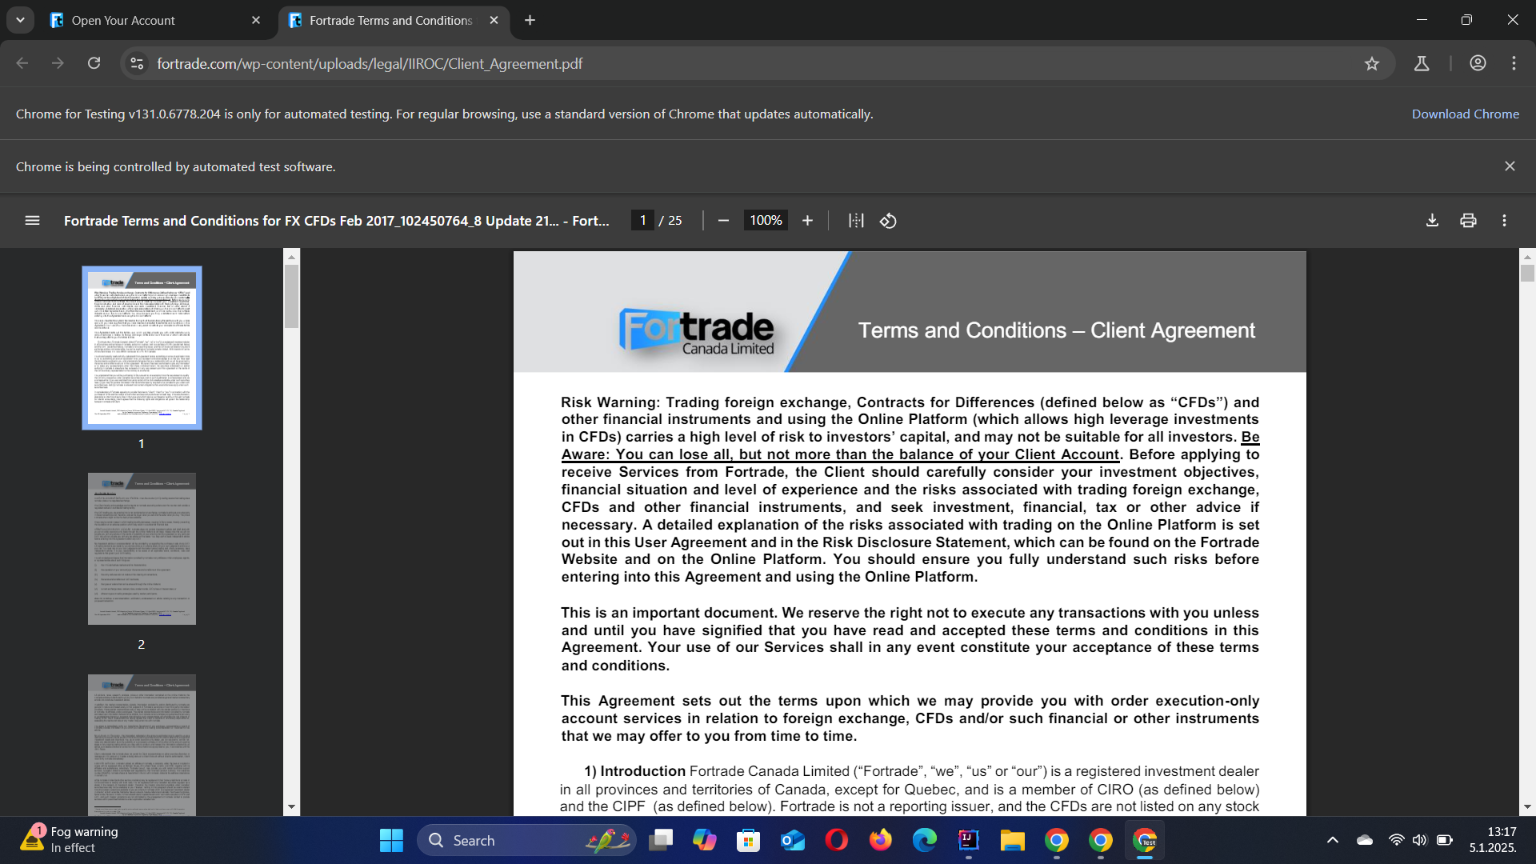 Open Your Account
Fortrade Terms and Conditions
fortrade.com/wp-content/uploads/legal/IIROC/Client_Agreement.pdf
Chrome for Testing v131.0.6778.204 is only for automated testing. For regular browsing, use a standard version of Chrome that updates automatically.
Download Chrome
Chrome is being controlled by automated test software.
Fortrade Terms and Conditions for FX CFDs Feb 2017_102450764_8 Update 21... - Fort...
1 / 25
100%
Fortrade
Canada Limited
Terms and Conditions – Client Agreement
Risk Warning: Trading foreign exchange, Contracts for Differences (defined below as “CFDs”) and
other financial instruments and using the Online Platform (which allows high leverage investments
in CFDs) carries a high level of risk to investors’ capital, and may not be suitable for all investors. Be
Aware: You can lose all, but not more than the balance of your Client Account. Before applying to
receive Services from Fortrade, the Client should carefully consider your investment objectives,
financial situation and level of experience and the risks associated with trading foreign exchange,
CFDs and other financial instruments, and seek investment, financial, tax or other advice if
necessary. A detailed explanation of the risks associated with trading on the Online Platform is set
out in this User Agreement and in the Risk Disclosure Statement, which can be found on the Fortrade
Website and on the Online Platform. You should ensure you fully understand such risks before
entering into this Agreement and using the Online Platform.
This is an important document. We reserve the right not to execute any transactions with you unless
and until you have signified that you have read and accepted these terms and conditions in this
Agreement. Your use of our Services shall in any event constitute your acceptance of these terms
and conditions.
This Agreement sets out the terms upon which we may provide you with order execution-only
account services in relation to foreign exchange, CFDs and/or such financial or other instruments
that we may offer to you from time to time.
1) Introduction Fortrade Canada Limited (“Fortrade”, “we”, “us” or “our”) is a registered investment dealer
in all provinces and territories of Canada, except for Quebec, and is a member of CIRO (as defined below)
and the CIPF (as defined below). Fortrade is not a reporting issuer, and the CFDs are not listed on any stock
1
2
1
Fog warning
In effect
Search
13:17
5.1.2025.